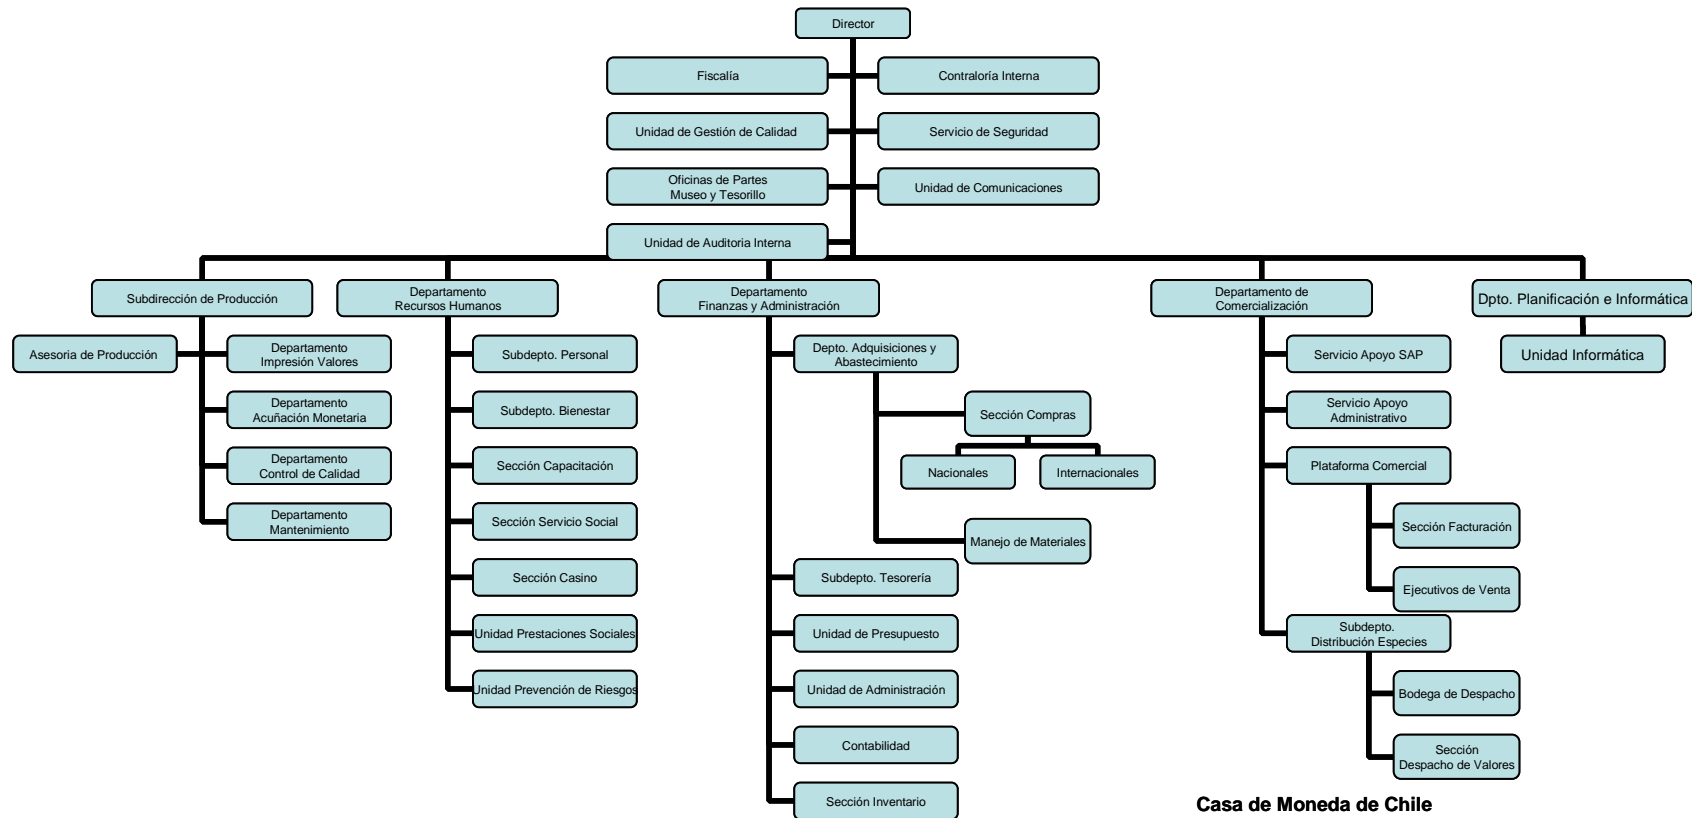 Director
Fiscalía
Contraloría Interna
Unidad de Gestión de Calidad
Servicio de Seguridad
Oficinas de Partes
Museo y Tesorillo
Unidad de Comunicaciones
Unidad de Auditoria Interna
Subdirección de Producción
Departamento
Recursos Humanos
Departamento
Finanzas y Administración
Departamento de
Comercialización
Dpto. Planificación e Informática
Asesoria de Producción
Departamento
Impresión Valores
Departamento
Acuñación Monetaria
Departamento
Control de Calidad
Departamento
Mantenimiento
Subdepto. Personal
Subdepto. Bienestar
Sección Capacitación
Sección Servicio Social
Sección Casino
Unidad Prestaciones Sociales
Unidad Prevención de Riesgos
Depto. Adquisiciones y
Abastecimiento
Sección Compras
Nacionales
Internacionales
Manejo de Materiales
Subdepto. Tesorería
Unidad de Presupuesto
Unidad de Administración
Contabilidad
Sección Inventario
Servicio Apoyo SAP
Servicio Apoyo
Administrativo
Plataforma Comercial
Sección Facturación
Ejecutivos de Venta
Subdepto.
Distribución Especies
Bodega de Despacho
Sección
Despacho de Valores
Unidad Informática
Casa de Moneda de Chile